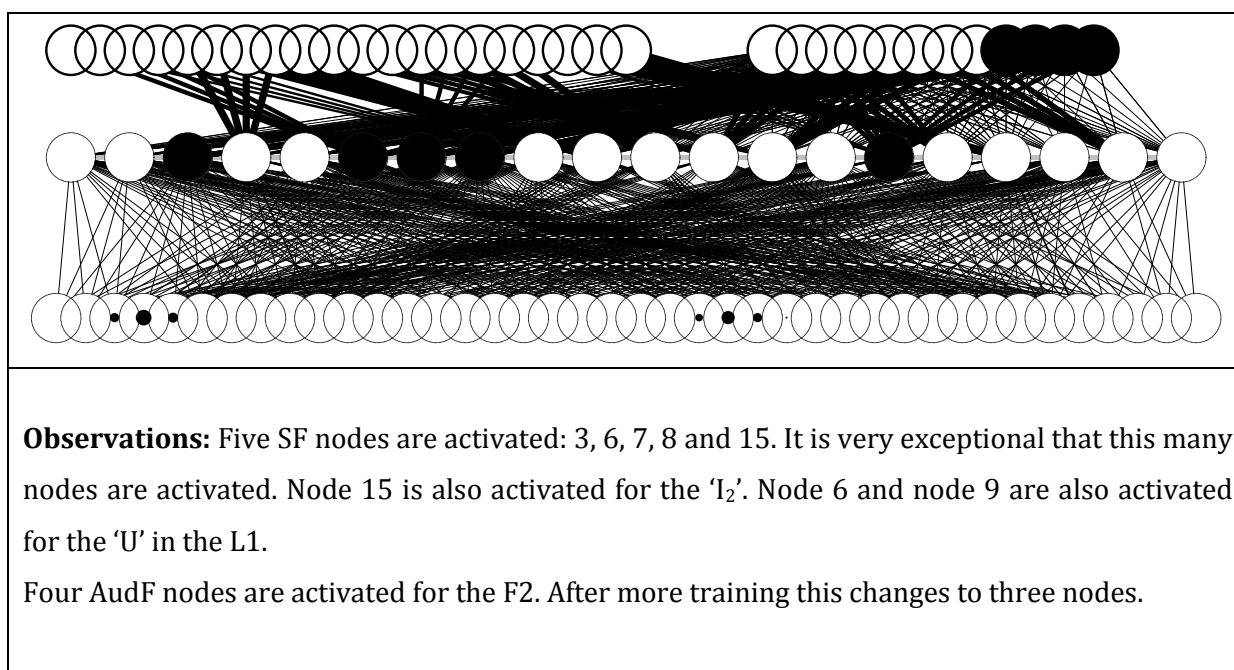 Observations: Five SF nodes are activated: 3, 6, 7, 8 and 15. It is very exceptional that this many
nodes are activated. Node 15 is also activated for the ‘I₂’. Node 6 and node 9 are also activated
for the ‘U’ in the L1.
Four AudF nodes are activated for the F2. After more training this changes to three nodes.